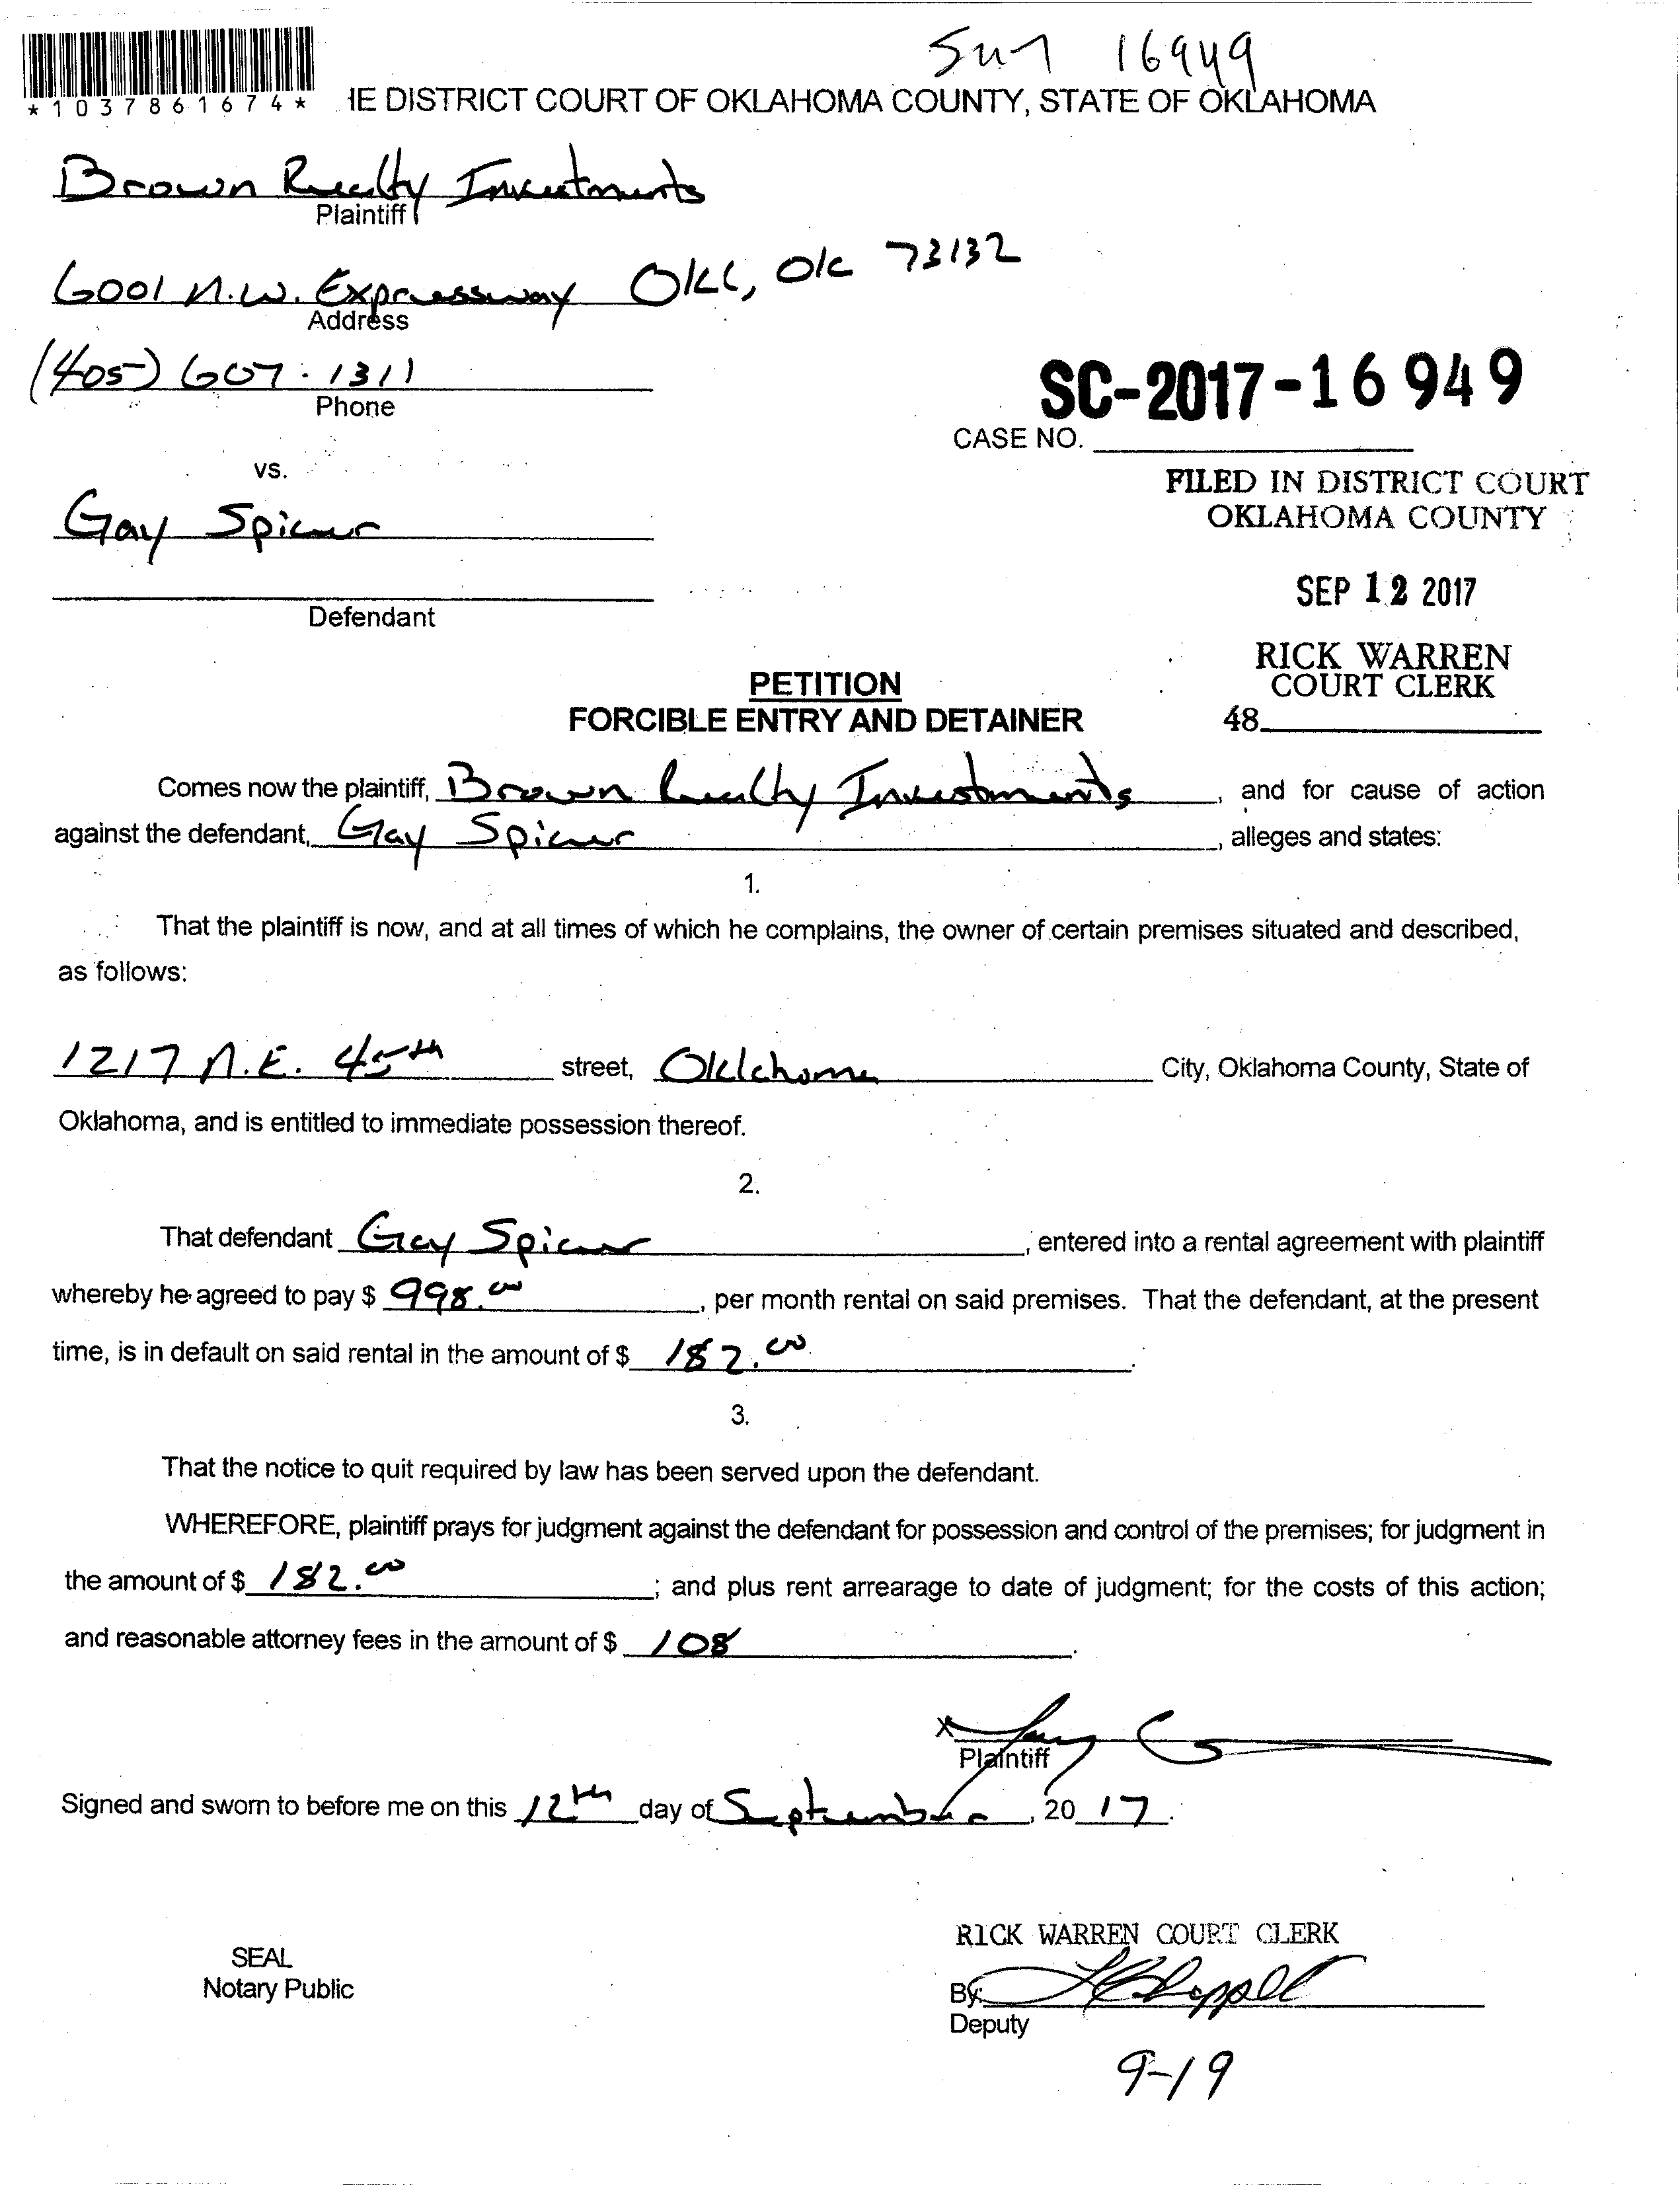 16949
*1037861674* IE DISTRICT COURT OF OKLAHOMA COUNTY, STATE OF OKLAHOMA
Brown Realty Investments
Plaintiff
6001 N.W. Expressway OKC, OK 73132
Address
(405) 607-1311
Phone
SC-2017-16949
CASE NO.
vs.
FILED IN DISTRICT COURT
OKLAHOMA COUNTY
Gay Spicer
SEP 12 2017
Defendant
RICK WARREN
COURT CLERK
48
PETITION
FORCIBLE ENTRY AND DETAINER
Comes now the plaintiff, Brown Realty Investments, and for cause of action
against the defendant, Gay Spicer, alleges and states:
1.
That the plaintiff is now, and at all times of which he complains, the owner of certain premises situated and described,
as follows:
1217 N.E. 45th street, Oklahoma City, Oklahoma County, State of
Oklahoma, and is entitled to immediate possession thereof.
2.
That defendant Gay Spicer, entered into a rental agreement with plaintiff
whereby he agreed to pay $ 998.00, per month rental on said premises. That the defendant, at the present
time, is in default on said rental in the amount of $ 182.00.
3.
That the notice to quit required by law has been served upon the defendant.
WHEREFORE, plaintiff prays for judgment against the defendant for possession and control of the premises; for judgment in
the amount of $ 182.00; and plus rent arrearage to date of judgment; for the costs of this action;
and reasonable attorney fees in the amount of $ 108.
X
Plaintiff
Signed and sworn to before me on this 12th day of September, 2017.
RICK WARREN COURT CLERK
SEAL
Notary Public
By:
Deputy
9-19